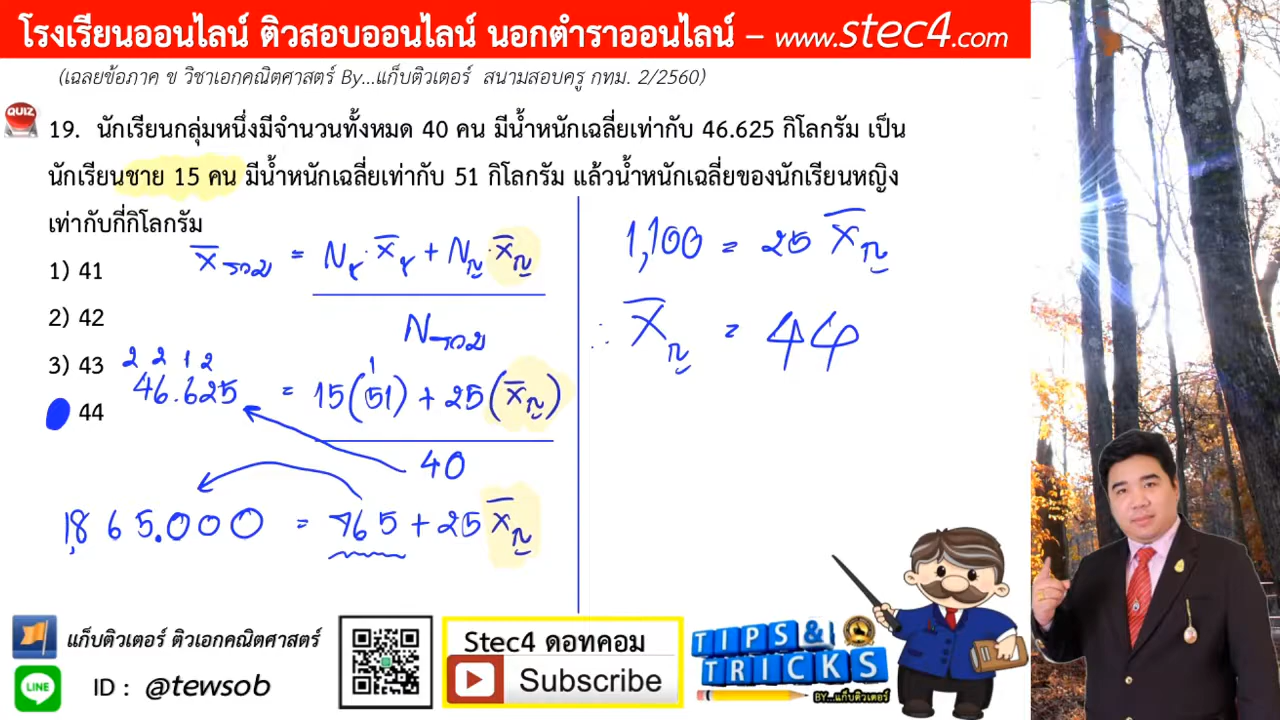 โรงเรียนออนไลน์ ติวสอบออนไลน์ นอกตำราออนไลน์ – www.stec4.com
(เฉลยข้อภาค ข วิชาเอกคณิตศาสตร์ By...แก็บติวเตอร์ สนามสอบครู กทม. 2/2560)
QUIZ
19. นักเรียนกลุ่มหนึ่งมีจำนวนทั้งหมด 40 คน มีน้ำหนักเฉลี่ยเท่ากับ 46.625 กิโลกรัม เป็น
นักเรียนชาย 15 คน มีน้ำหนักเฉลี่ยเท่ากับ 51 กิโลกรัม แล้วน้ำหนักเฉลี่ยของนักเรียนหญิง
เท่ากับกี่กิโลกรัม
1) 41
2) 42
3) 43
44
x̄รวม = Nช·x̄ช + Nญ·x̄ญ
Nรวม
2 2 1 2
1
46.625 = 15(51) + 25(x̄ญ)
40
1,865.000 = 765 + 25x̄ญ
1,100 = 25x̄ญ
∴ x̄ญ = 44
แก็บติวเตอร์ ติวเอกคณิตศาสตร์
LINE
ID : @tewsob
Stec4 ดอทคอม
Subscribe
TIPS &
TRICKS
BY...แก็บติวเตอร์